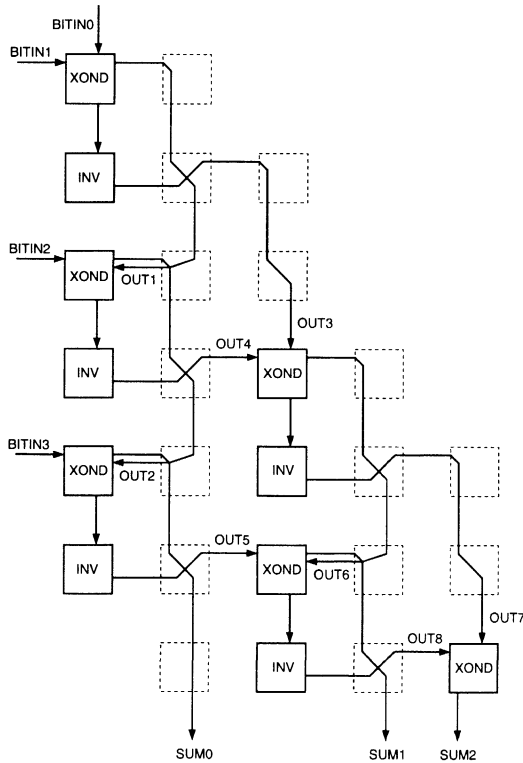 BITIN0
BITIN1
XOND
INV
BITIN2
XOND
OUT1
OUT3
INV
OUT4
XOND
BITIN3
XOND
OUT2
INV
INV
OUT5
XOND
OUT6
OUT7
INV
OUT8
XOND
SUM0
SUM1
SUM2